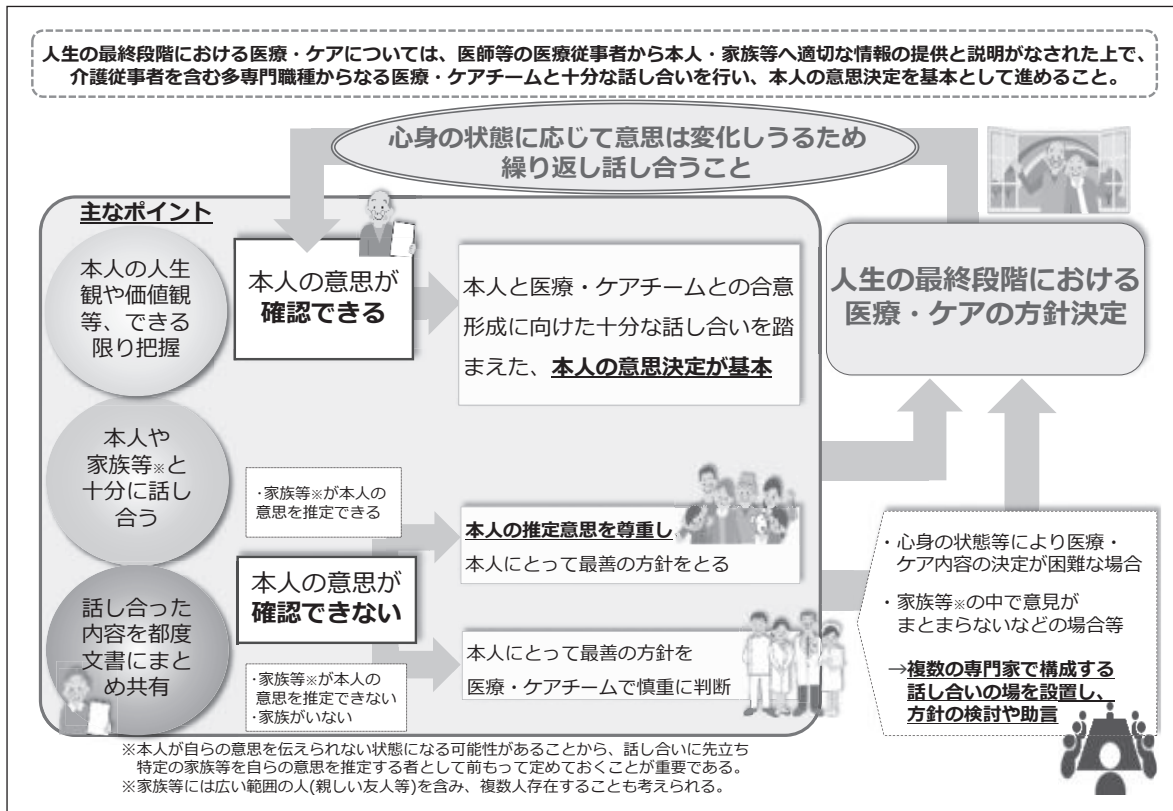 人生の最終段階における医療・ケアについては、医師等の医療従事者から本人・家族等へ適切な情報の提供と説明がなされた上で、
介護従事者を含む多専門職種からなる医療・ケアチームと十分な話し合いを行い、本人の意思決定を基本として進めること。
心身の状態に応じて意思は変化しうるため
繰り返し話し合うこと
主なポイント
本人の人生
観や価値観
等、できる
限り把握
本人や
家族等※と
十分に話し
合う
話し合った
内容を都度
文書にまと
め共有
本人の意思が
確認できる
本人と医療・ケアチームとの合意
形成に向けた十分な話し合いを踏
まえた、本人の意思決定が基本
・家族等※が本人の
意思を推定できる
本人の推定意思を尊重し
本人にとって最善の方針をとる
本人の意思が
確認できない
・家族等※が本人の
意思を推定できない
・家族がいない
本人にとって最善の方針を
医療・ケアチームで慎重に判断
人生の最終段階における
医療・ケアの方針決定
・心身の状態等により医療・
ケア内容の決定が困難な場合
・家族等※の中で意見が
まとまらないなどの場合等
→複数の専門家で構成する
話し合いの場を設置し、
方針の検討や助言
※本人が自らの意思を伝えられない状態になる可能性があることから、話し合いに先立ち
特定の家族等を自らの意思を推定する者として前もって定めておくことが重要である。
※家族等には広い範囲の人(親しい友人等)を含み、複数人存在することも考えられる。